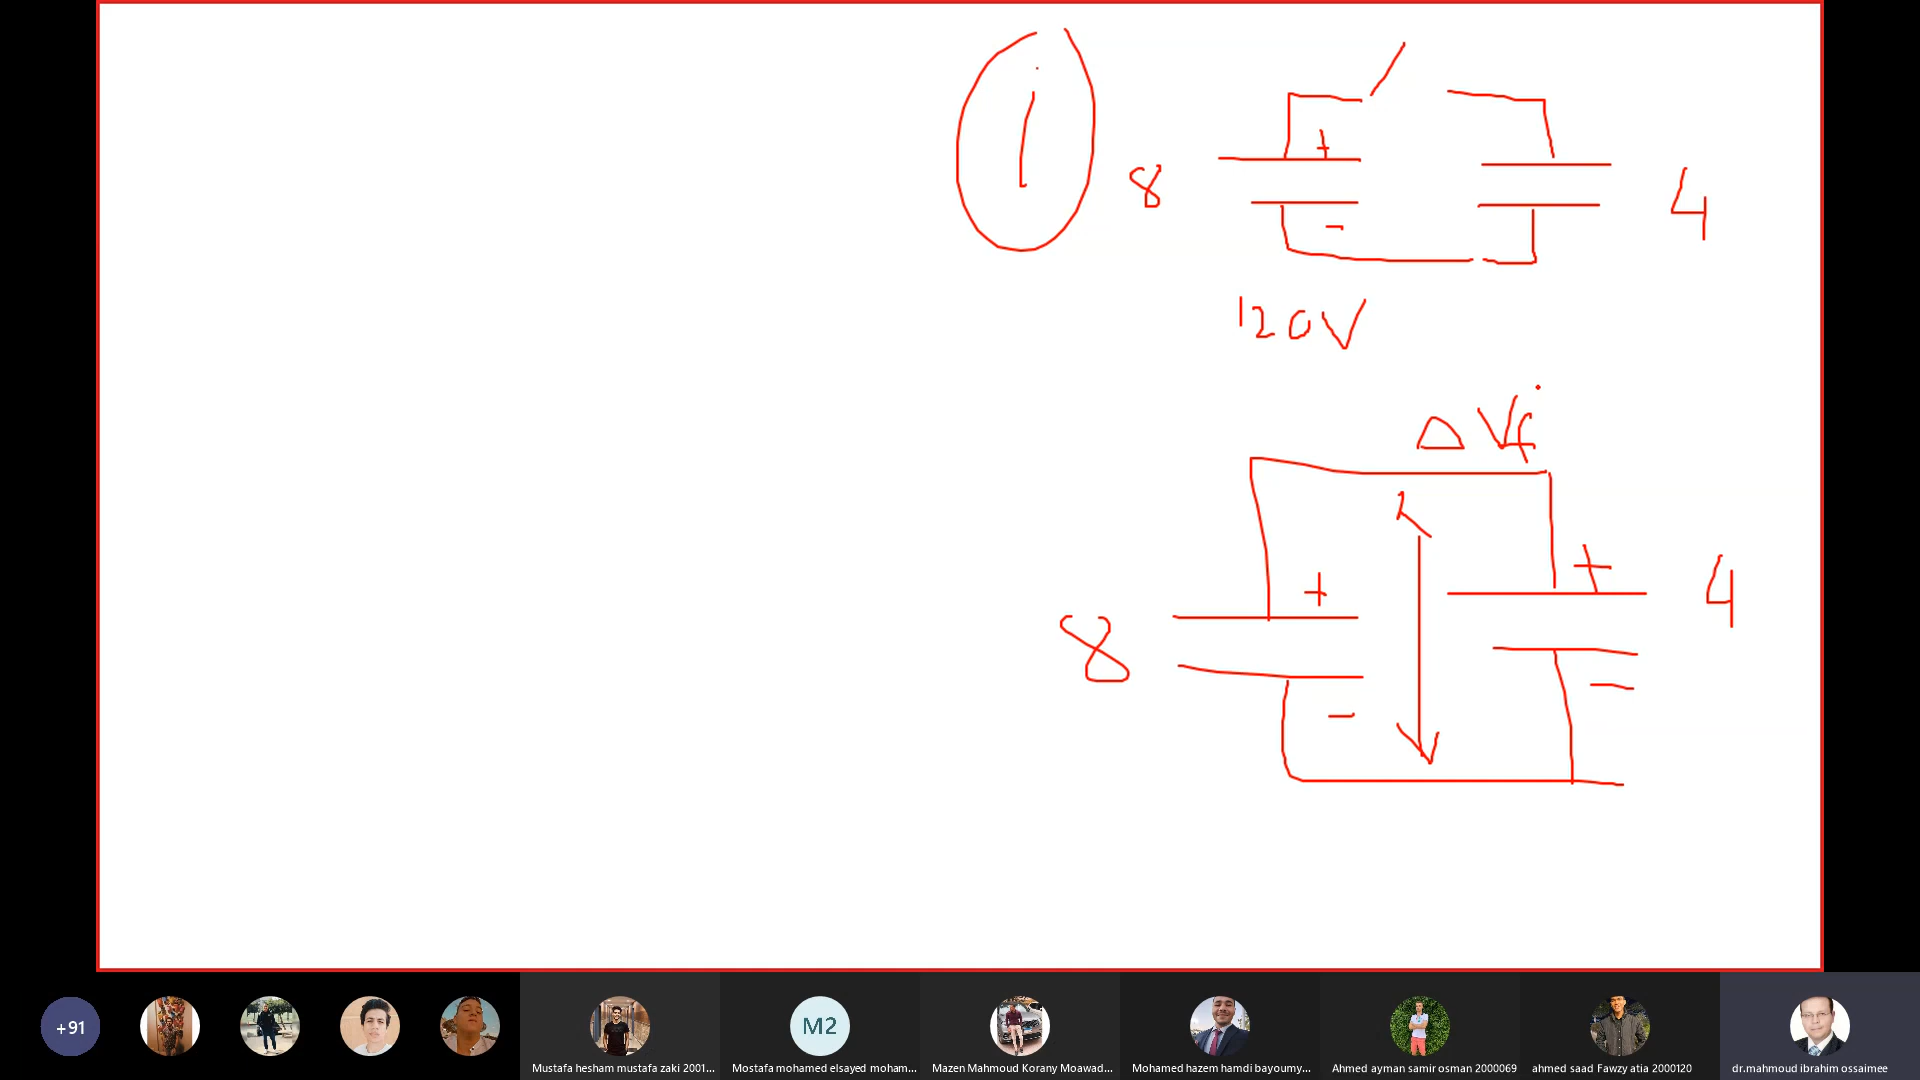 1
8 + - 4
120V
ΔVf
8 + - + - 4
+91
M2
Mustafa hesham mustafa zaki 2001...
Mostafa mohamed elsayed moham...
Mazen Mahmoud Korany Moawad...
Mohamed hazem hamdi bayoumy...
Ahmed ayman samir osman 2000069
ahmed saad Fawzy atia 2000120
dr.mahmoud ibrahim ossaimee